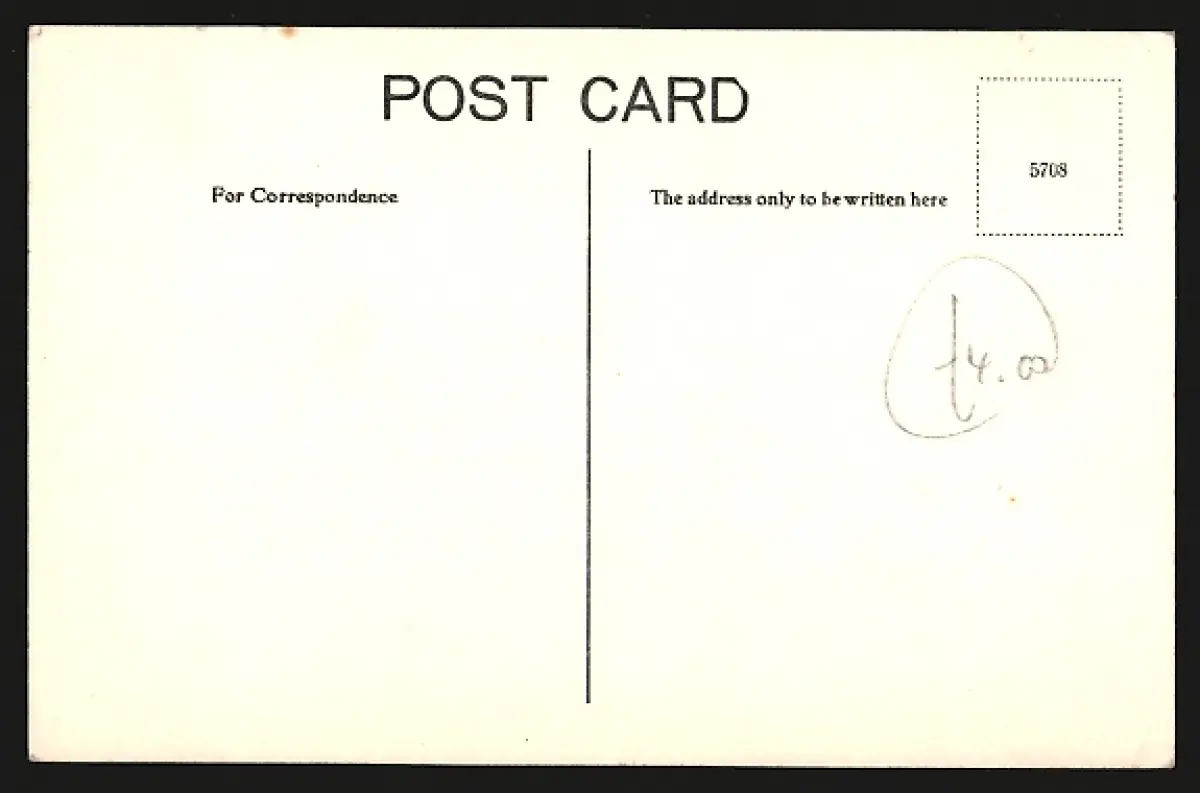 POST CARD
5708
For Correspondence
The address only to be written here
£4.00